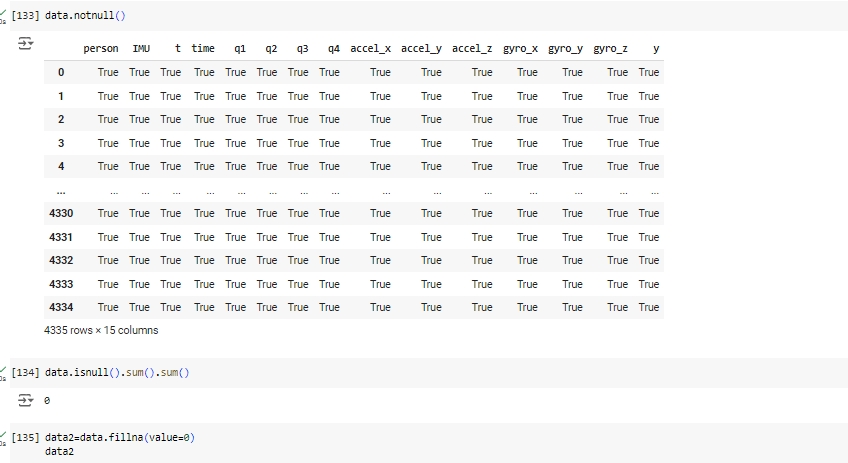 [133] data.notnull()
0s
person IMU t time q1 q2 q3 q4 accel_x accel_y accel_z gyro_x gyro_y gyro_z y
0 True True True True True True True True True True True True True True True
1 True True True True True True True True True True True True True True True
2 True True True True True True True True True True True True True True True
3 True True True True True True True True True True True True True True True
4 True True True True True True True True True True True True True True True
... ... ... ... ... ... ... ... ... ... ... ... ... ... ... ...
4330 True True True True True True True True True True True True True True True
4331 True True True True True True True True True True True True True True True
4332 True True True True True True True True True True True True True True True
4333 True True True True True True True True True True True True True True True
4334 True True True True True True True True True True True True True True True
4335 rows × 15 columns
[134] data.isnull().sum().sum()
0s
0
[135] data2=data.fillna(value=0)
0s
data2